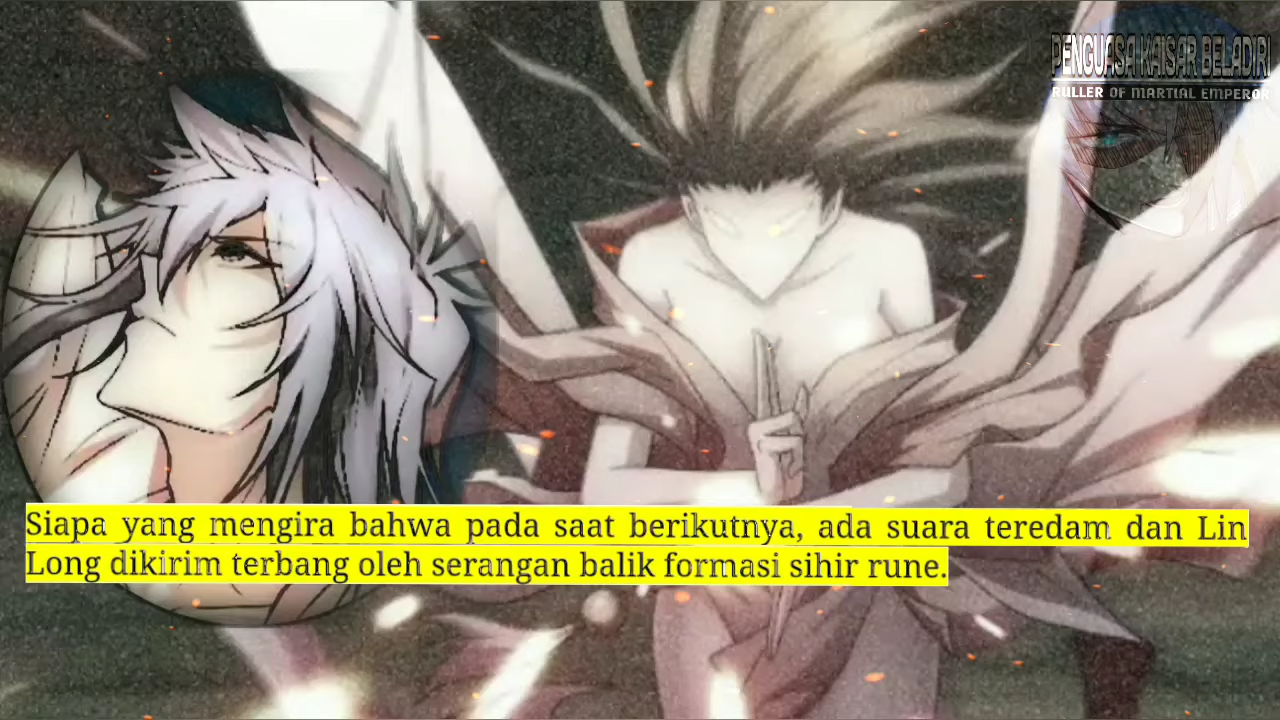 PENGUASA KAISAR BELADIRI
RULLER OF MARTIAL EMPEROR
Siapa yang mengira bahwa pada saat berikutnya, ada suara teredam dan Lin
Long dikirim terbang oleh serangan balik formasi sihir rune.